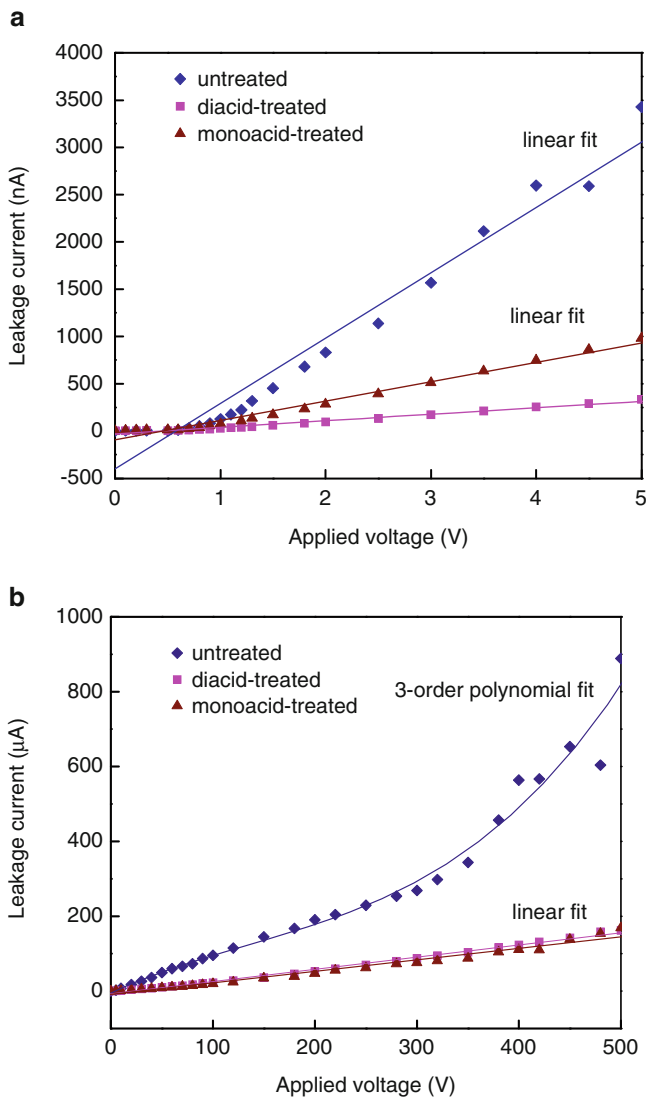 a
4000
3500
3000
2500
2000
1500
1000
500
0
-500
untreated
diacid-treated
monoacid-treated
linear fit
linear fit
Leakage current (nA)
0 1 2 3 4 5
Applied voltage (V)
b
1000
800
600
400
200
0
untreated
diacid-treated
monoacid-treated
3-order polynomial fit
linear fit
Leakage current (µA)
0 100 200 300 400 500
Applied voltage (V)